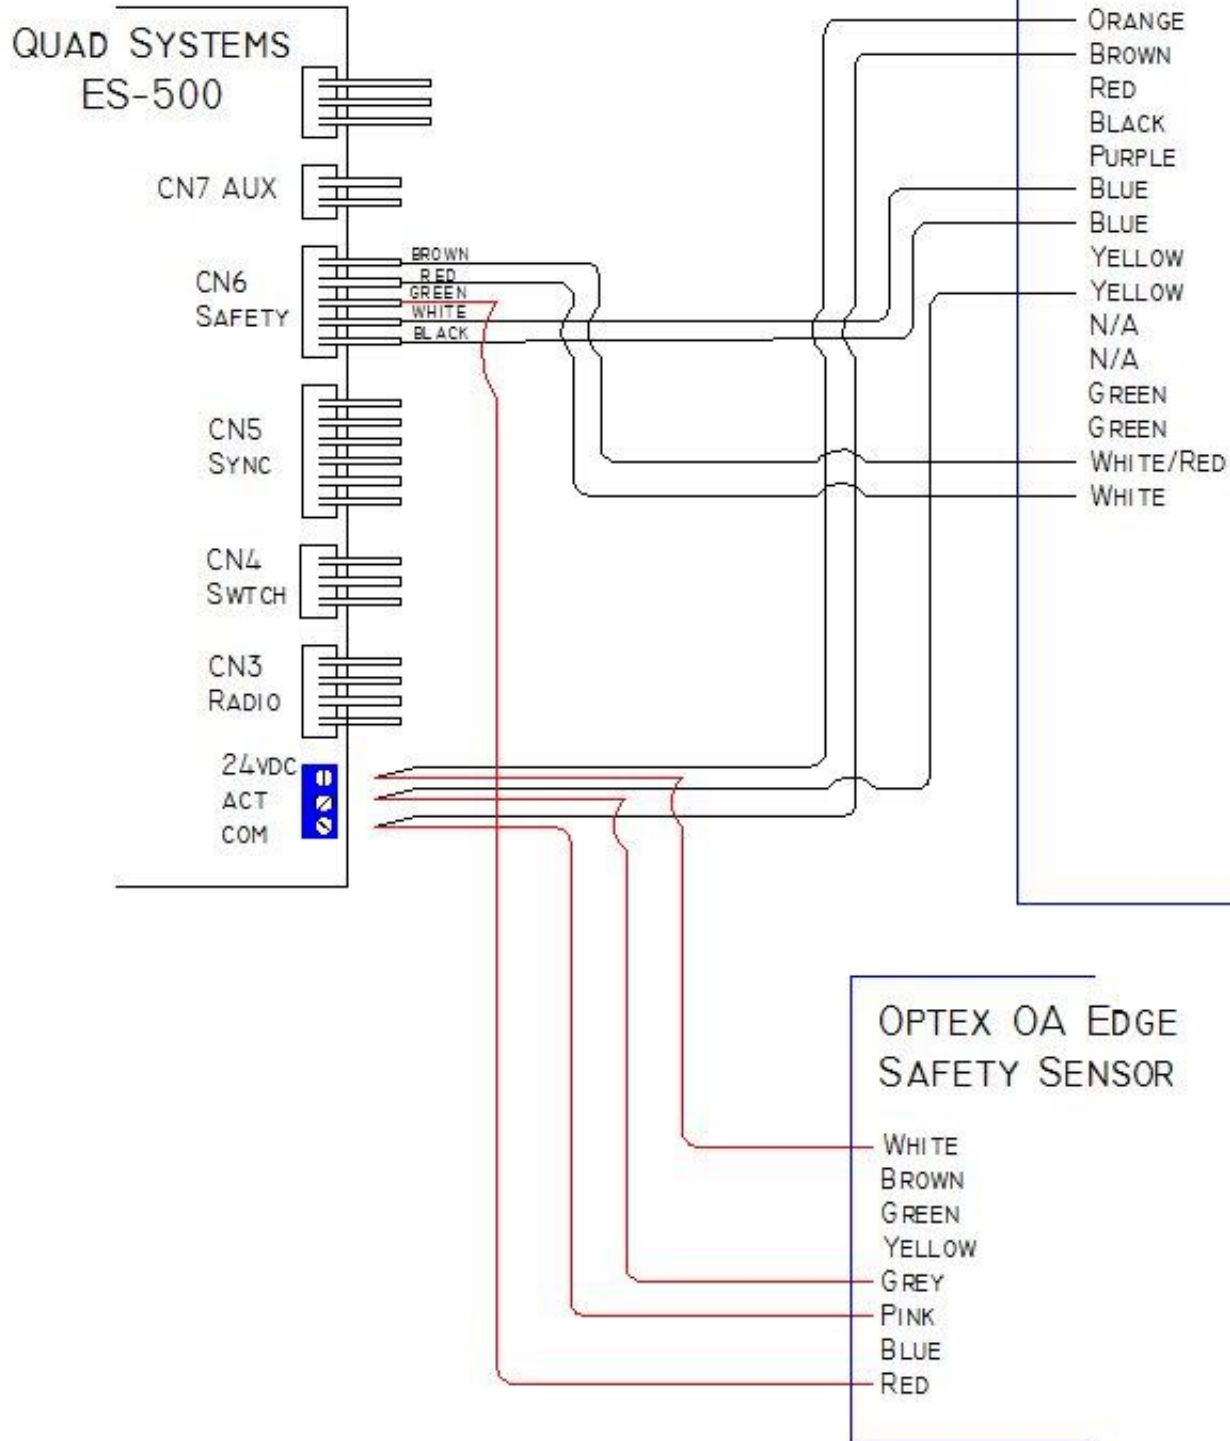 QUAD SYSTEMS
ES-500
CN7 AUX
CN6
SAFETY
BROWN
RED
GREEN
WHITE
BLACK
CN5
SYNC
CN4
SWTCH
CN3
RADIO
24VDC
ACT
COM
ORANGE
BROWN
RED
BLACK
PURPLE
BLUE
BLUE
YELLOW
YELLOW
N/A
N/A
GREEN
GREEN
WHITE/RED
WHITE
OPTEX OA EDGE
SAFETY SENSOR
WHITE
BROWN
GREEN
YELLOW
GREY
PINK
BLUE
RED